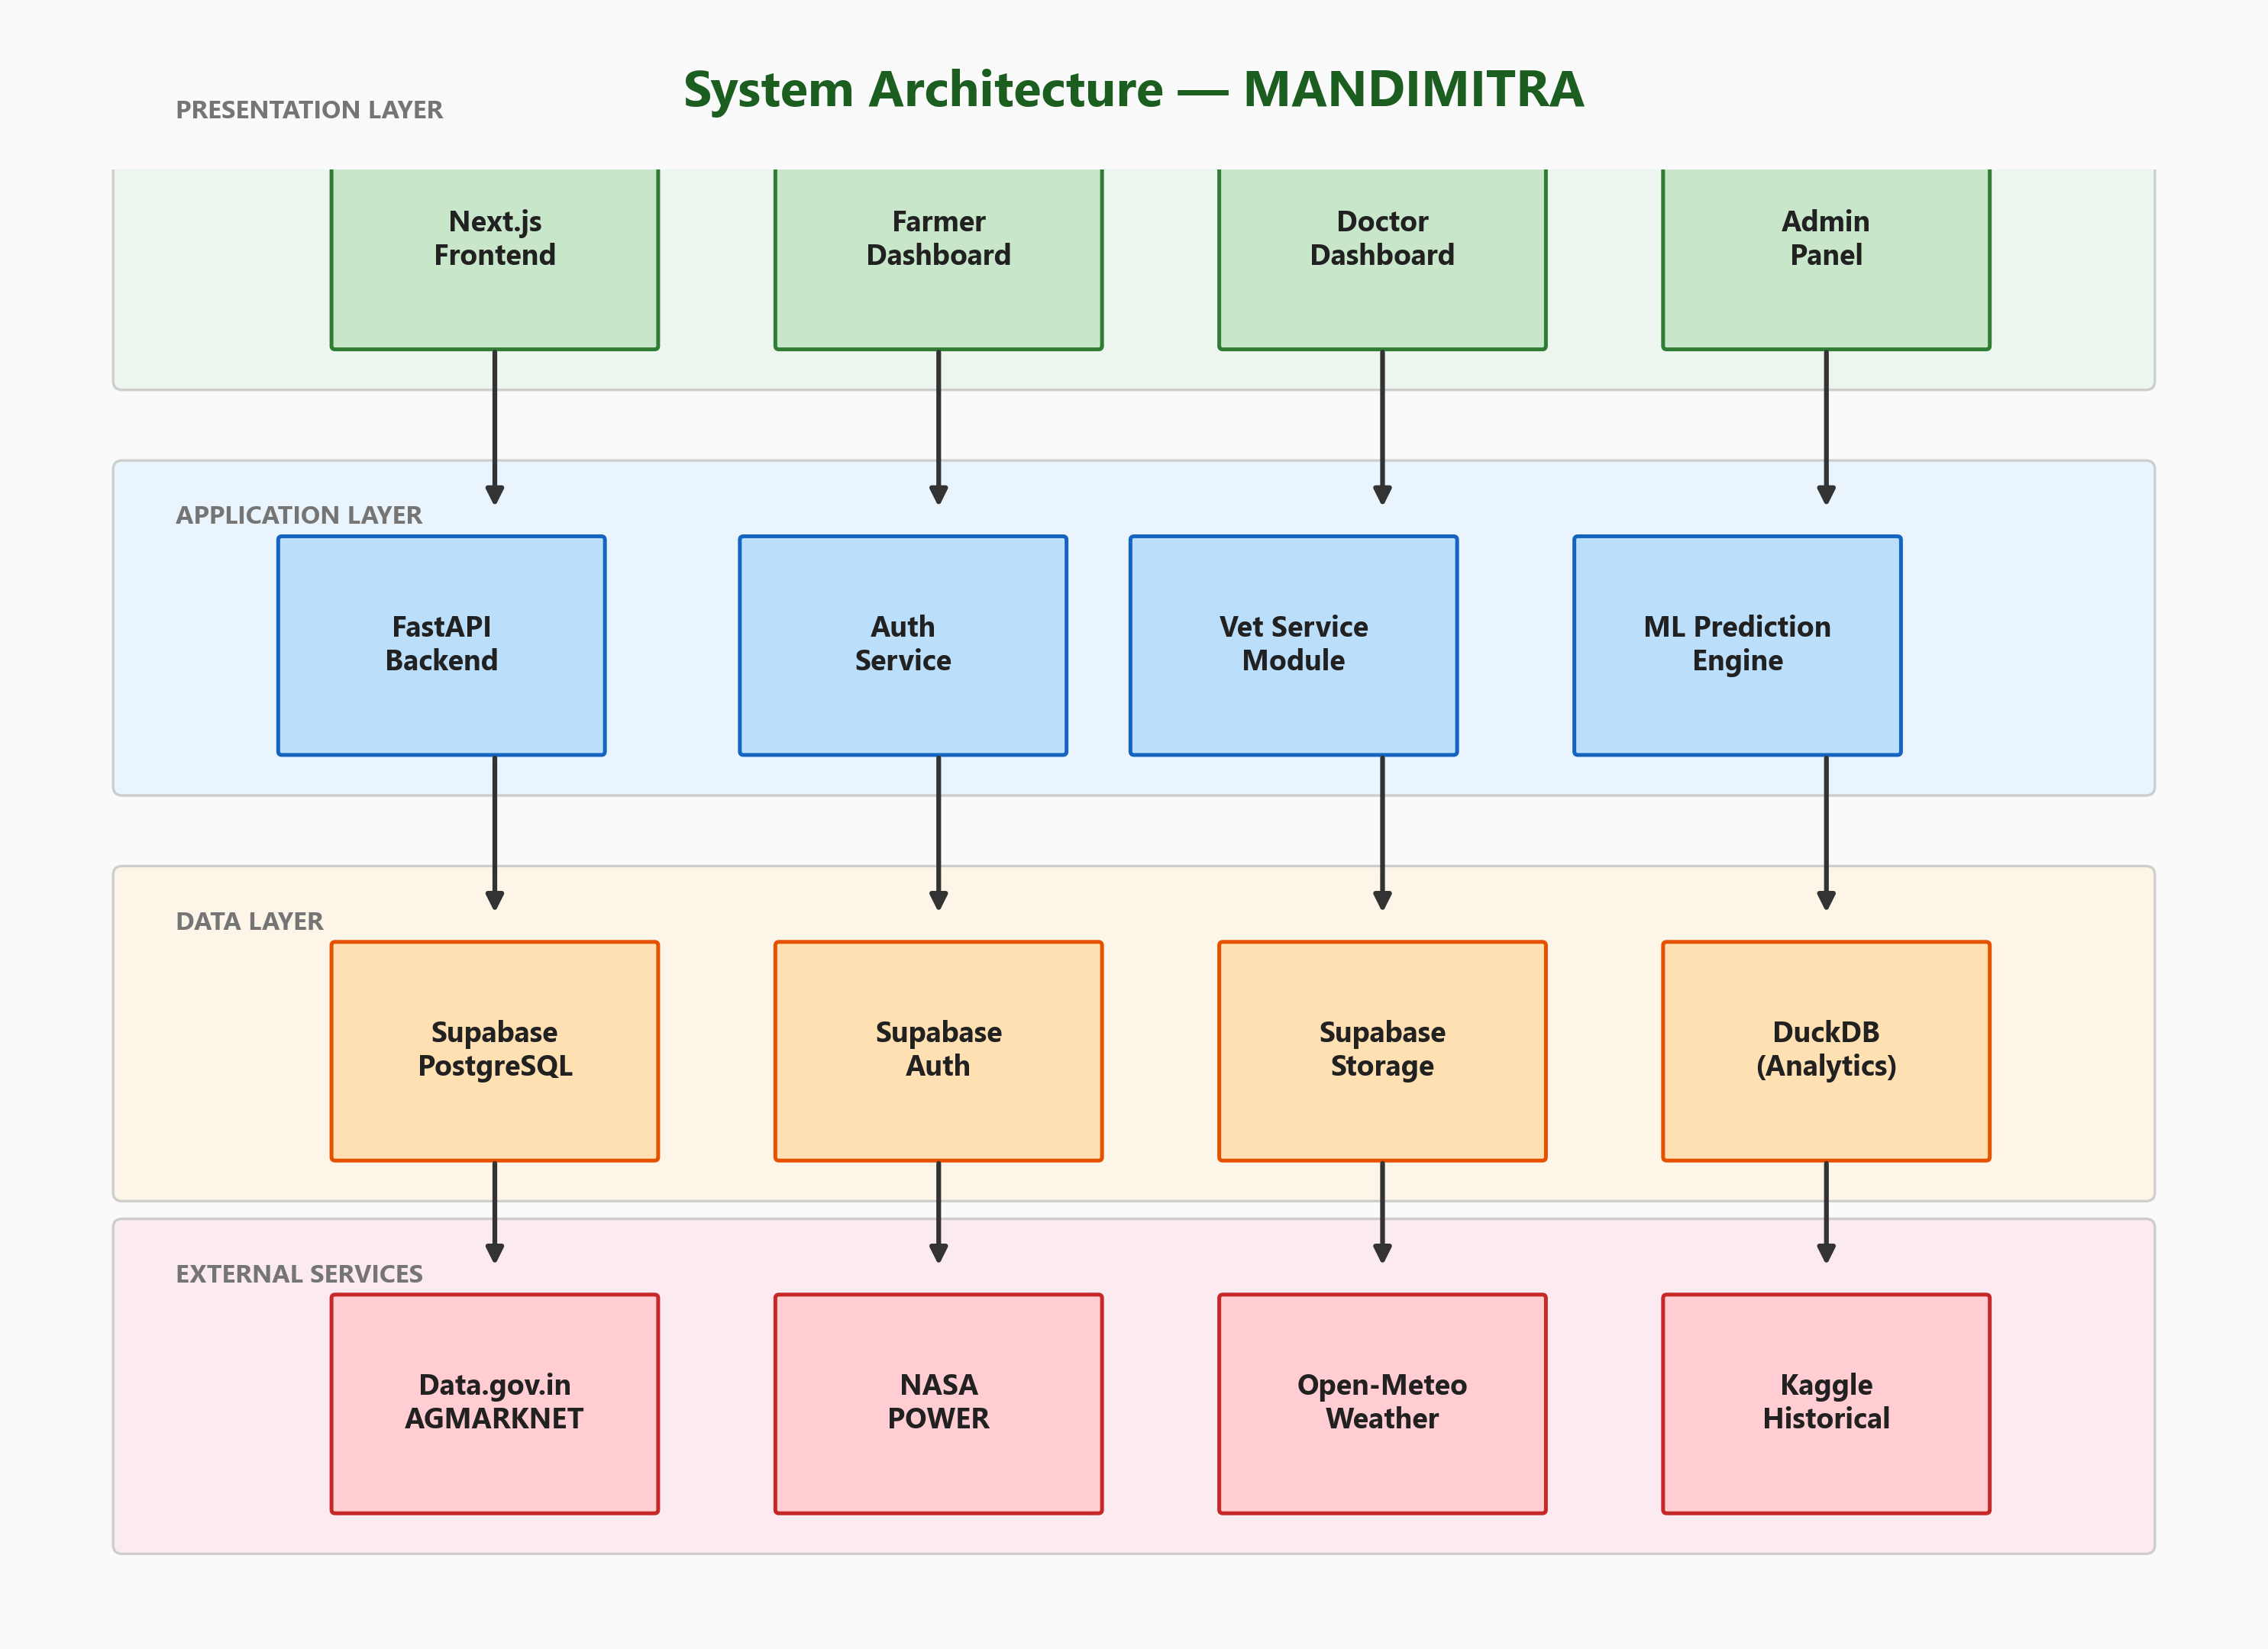 System Architecture — MANDIMITRA
PRESENTATION LAYER
Next.js
Frontend
Farmer
Dashboard
Doctor
Dashboard
Admin
Panel
APPLICATION LAYER
FastAPI
Backend
Auth
Service
Vet Service
Module
ML Prediction
Engine
DATA LAYER
Supabase
PostgreSQL
Supabase
Auth
Supabase
Storage
DuckDB
(Analytics)
EXTERNAL SERVICES
Data.gov.in
AGMARKNET
NASA
POWER
Open-Meteo
Weather
Kaggle
Historical